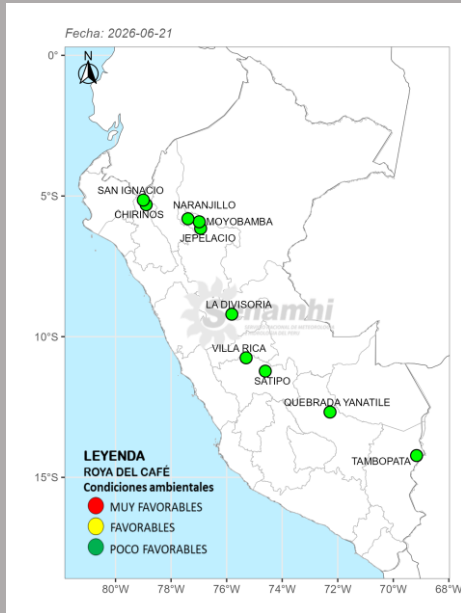 Fecha: 2026-06-21
N
0°
5°S
10°S
15°S
SAN IGNACIO
CHIRINOS
NARANJILLO
MOYOBAMBA
JEPELACIO
LA DIVISORIA
Senamhi
VILLA RICA
SATIPO
QUEBRADA YANATILE
TAMBOPATA
LEYENDA
ROYA DEL CAFÉ
Condiciones ambientales
MUY FAVORABLES
FAVORABLES
POCO FAVORABLES
80°W 78°W 76°W 74°W 72°W 70°W 68°W